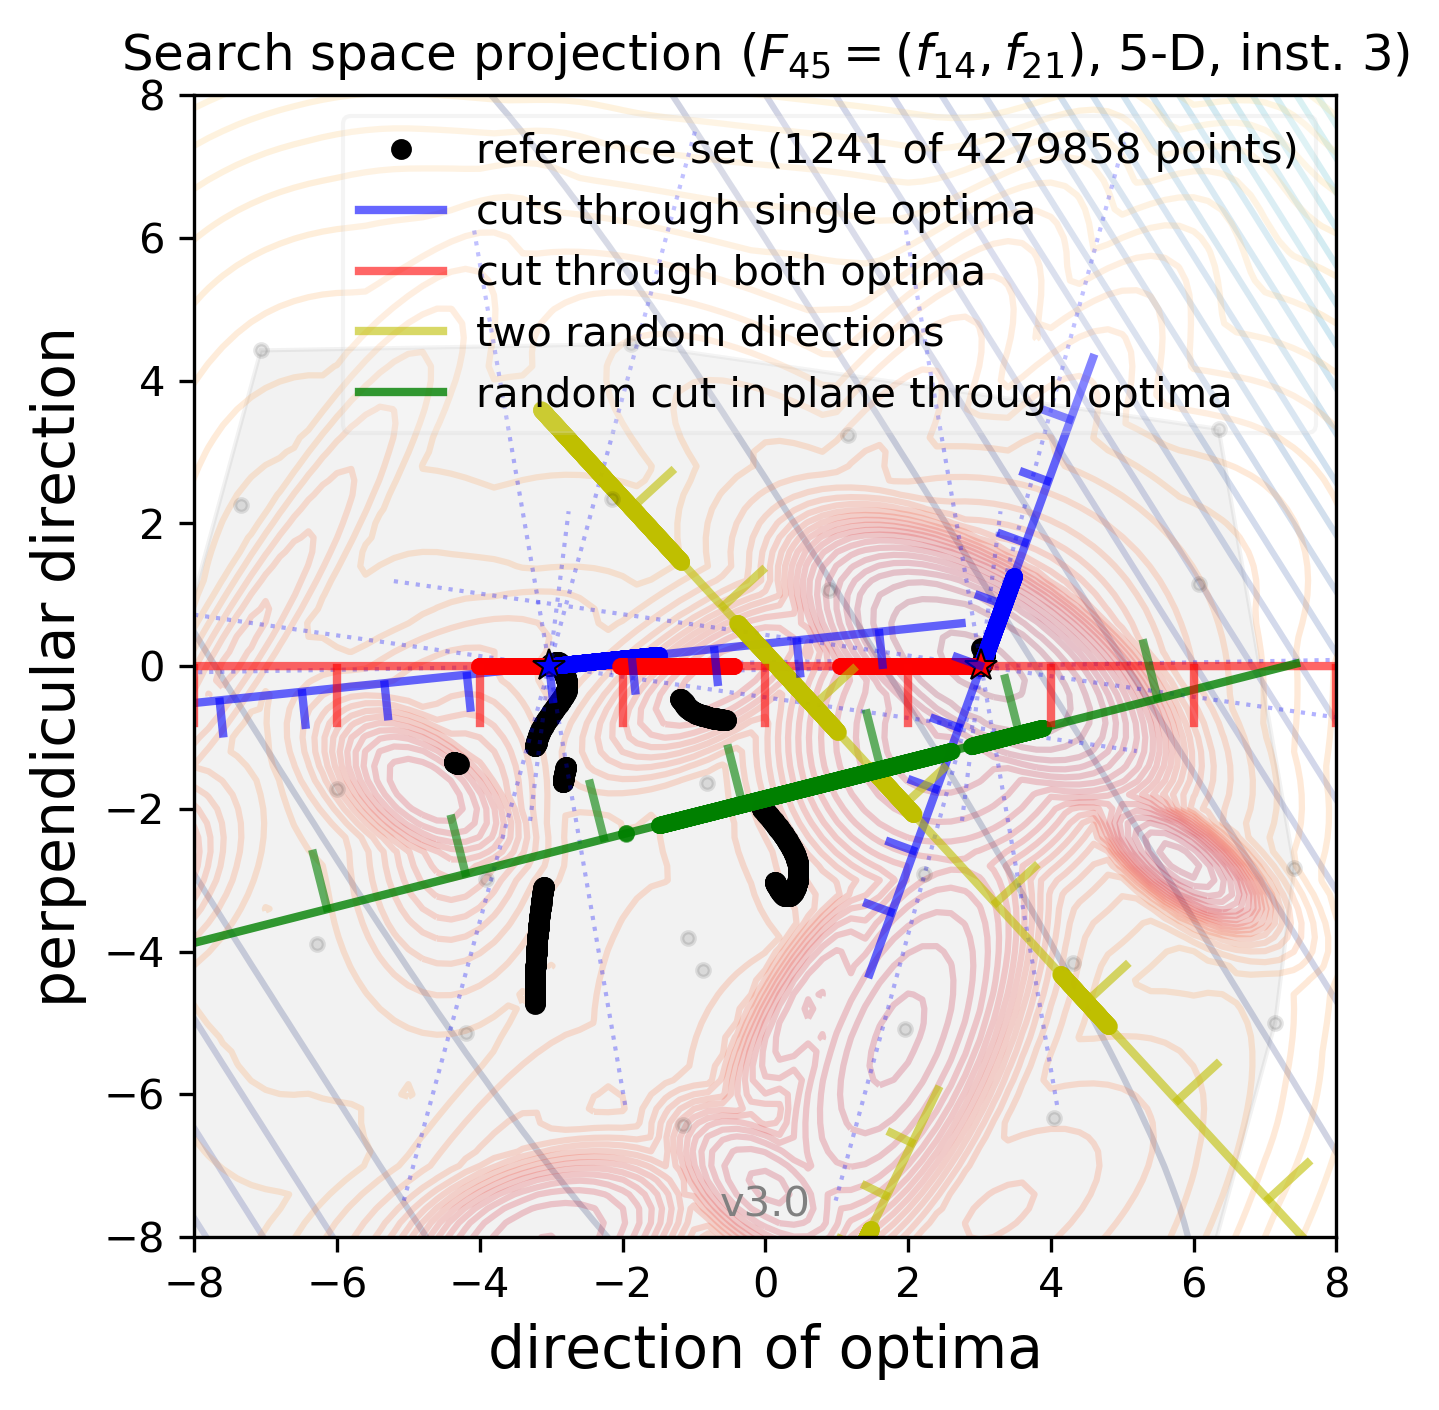 Search space projection (F45 = (f14, f21), 5-D, inst. 3)
8
reference set (1241 of 4279858 points)
cuts through single optima
6
cut through both optima
two random directions
4
random cut in plane through optima
2
0
−2
−4
−6
−8
perpendicular direction
v3.0
−8 −6 −4 −2 0 2 4 6 8
direction of optima